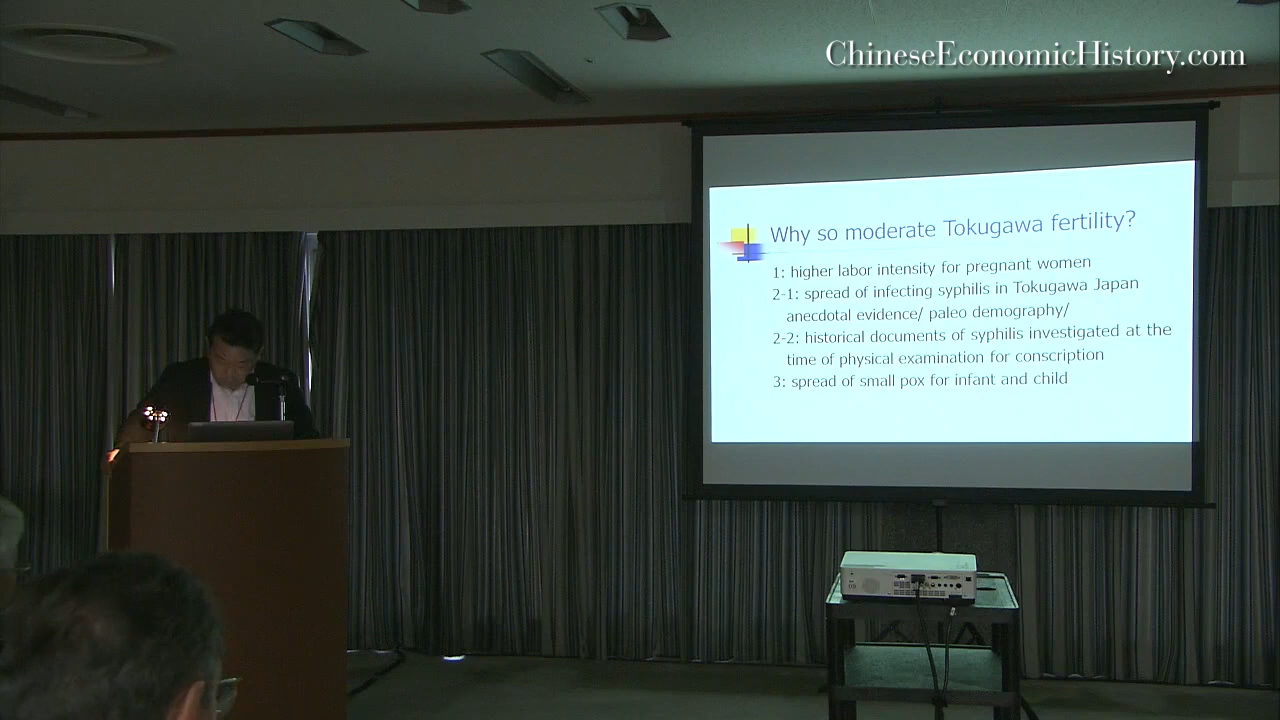 ChineseEconomicHistory.com
Why so moderate Tokugawa fertility?
1: higher labor intensity for pregnant women
2-1: spread of infecting syphilis in Tokugawa Japan
anecdotal evidence/ paleo demography/
2-2: historical documents of syphilis investigated at the
time of physical examination for conscription
3: spread of small pox for infant and child